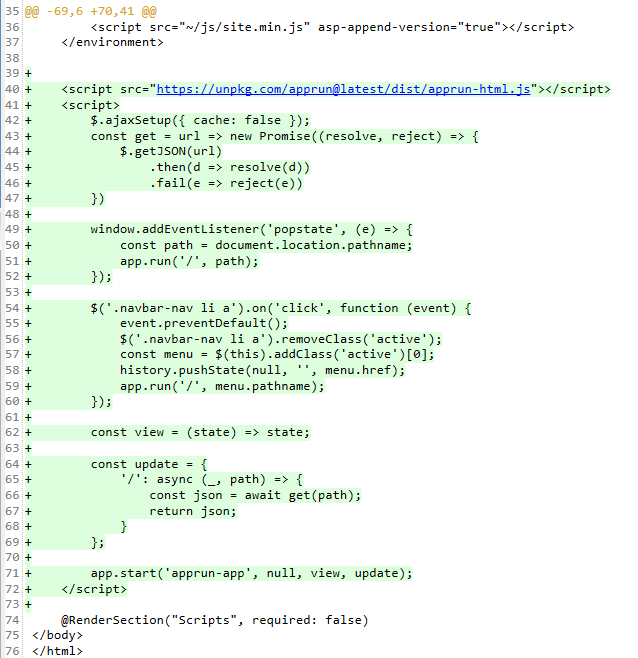 35 @@ -69,6 +70,41 @@
36         <script src="~/js/site.min.js" asp-append-version="true"></script>
37     </environment>
38
39 +
40 +    <script src="https://unpkg.com/apprun@latest/dist/apprun-html.js"></script>
41 +    <script>
42 +        $.ajaxSetup({ cache: false });
43 +        const get = url => new Promise((resolve, reject) => {
44 +            $.getJSON(url)
45 +                .then(d => resolve(d))
46 +                .fail(e => reject(e))
47 +        })
48 +
49 +        window.addEventListener('popstate', (e) => {
50 +            const path = document.location.pathname;
51 +            app.run('/', path);
52 +        });
53 +
54 +        $('.navbar-nav li a').on('click', function (event) {
55 +            event.preventDefault();
56 +            $('.navbar-nav li a').removeClass('active');
57 +            const menu = $(this).addClass('active')[0];
58 +            history.pushState(null, '', menu.href);
59 +            app.run('/', menu.pathname);
60 +        });
61 +
62 +        const view = (state) => state;
63 +
64 +        const update = {
65 +            '/': async (_, path) => {
66 +                const json = await get(path);
67 +                return json;
68 +            }
69 +        };
70 +
71 +        app.start('apprun-app', null, view, update);
72 +    </script>
73 +
74     @RenderSection("Scripts", required: false)
75 </body>
76 </html>